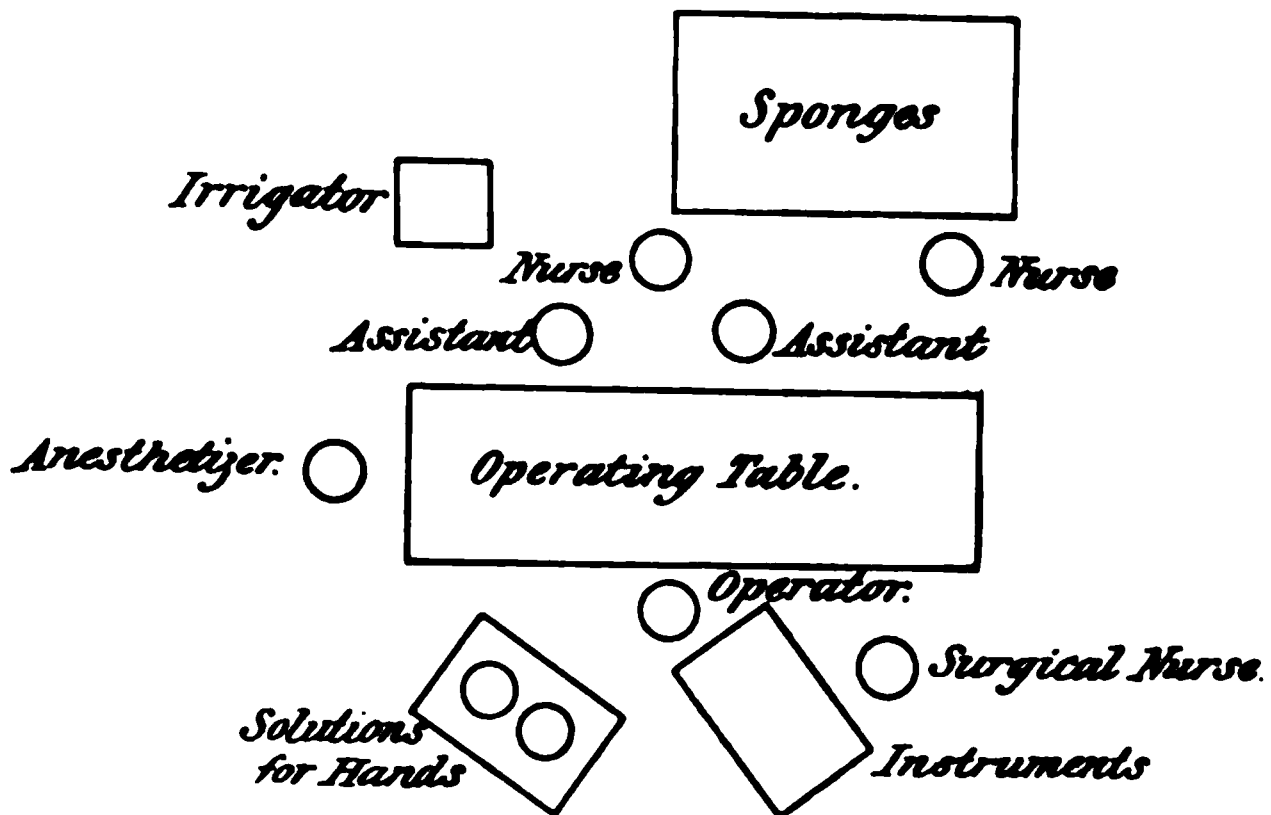 Sponges
Irrigator
Nurse
Nurse
Assistant
Assistant
Anesthetizer.
Operating Table.
Operator.
Surgical Nurse.
Solutions
for Hands
Instruments